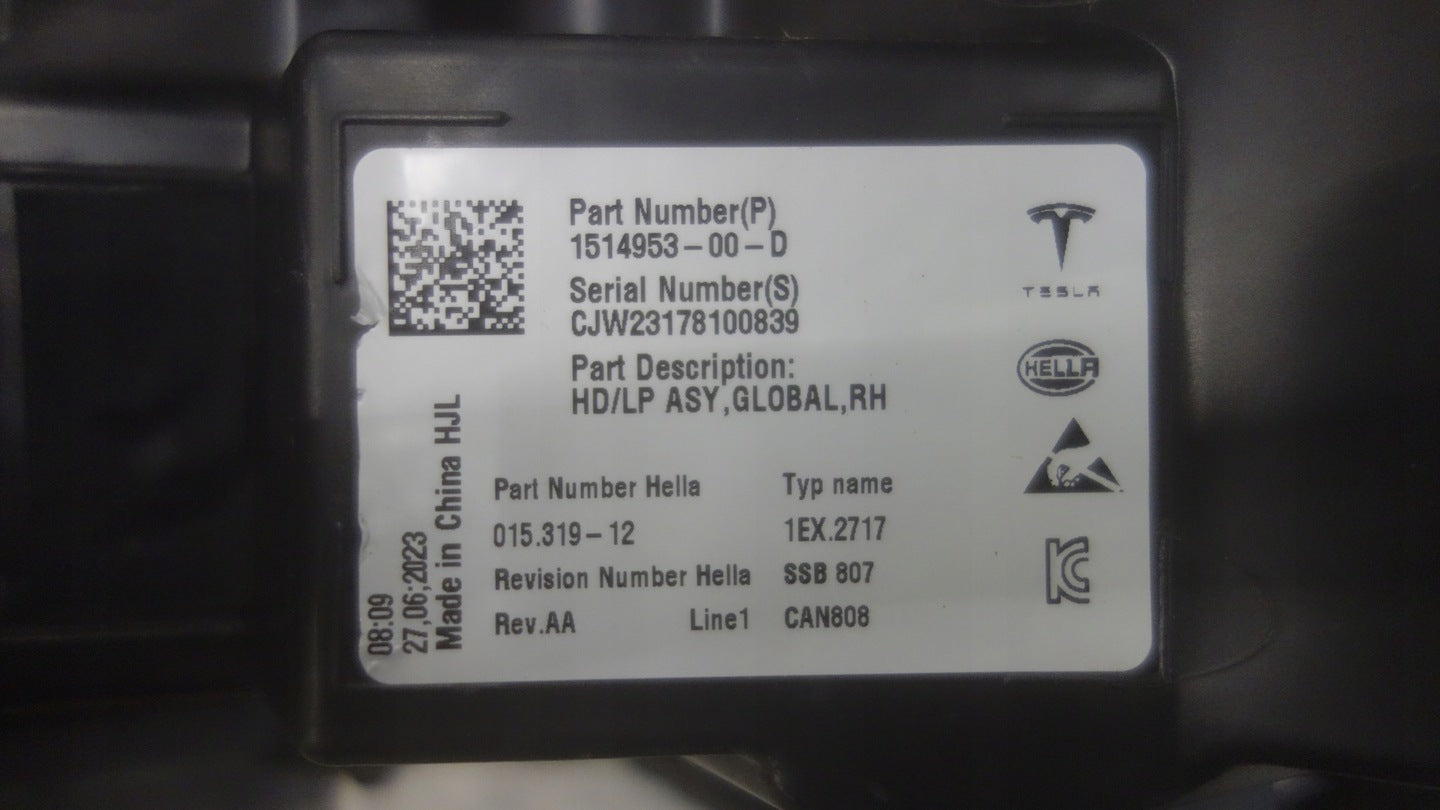 Part Number(P)
1514953-00-D
Serial Number(S)
CJW23178100839
Part Description:
HD/LP ASY,GLOBAL,RH
TESLA
HELLA
Part Number Hella
Typ name
015.319-12
1EX.2717
Revision Number Hella
SSB 807
Rev.AA
Line1
CAN808
08:09
27,06;2023
Made in China HJL